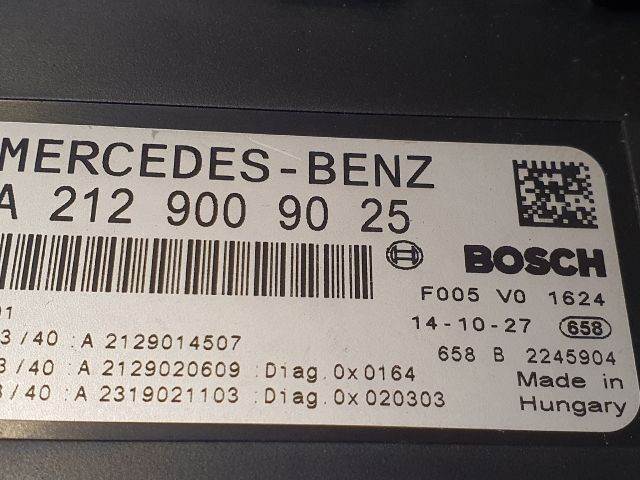 MERCEDES-BENZ
A 212 900 90 25
BOSCH
F005 V0 1624
14-10-27 658
658 B 2245904
Made in
Hungary
3/40 :A 2129014507
3/40 :A 2129020609 :Diag.0x0164
3/40 :A 2319021103 :Diag.0x020303